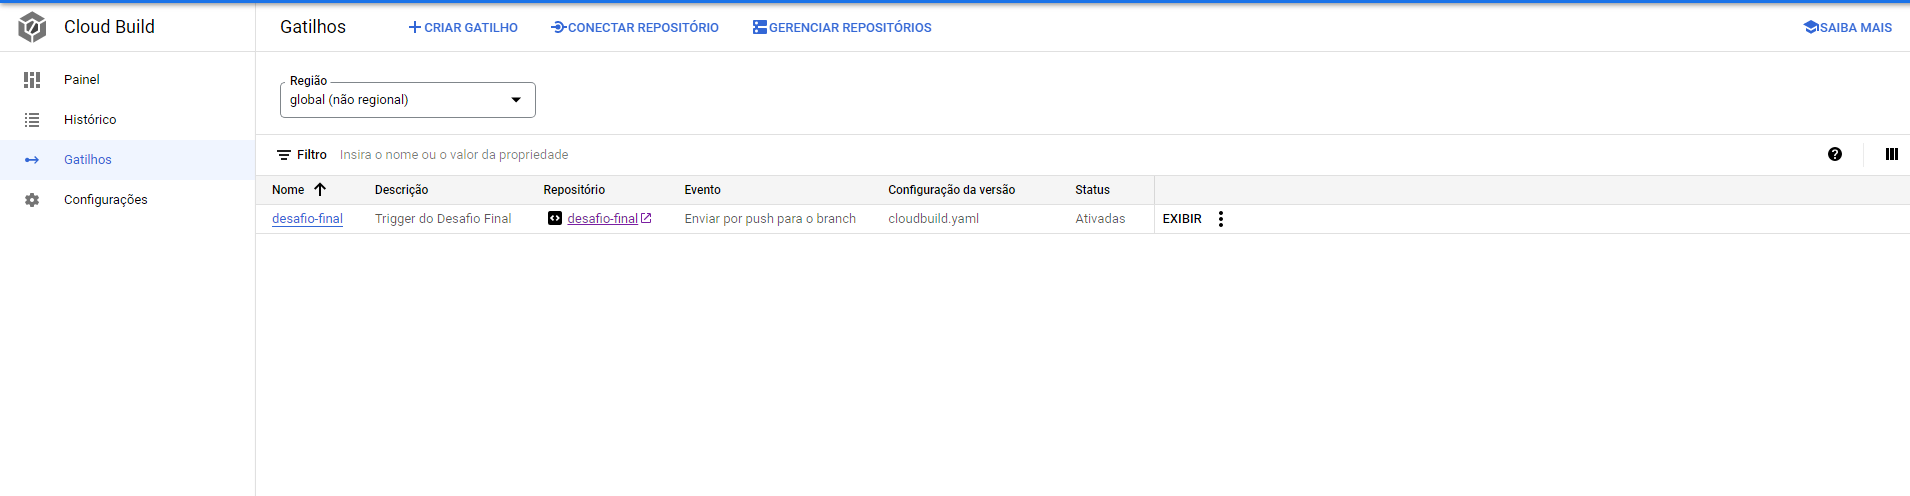 Cloud Build
Gatilhos
CRIAR GATILHO
CONECTAR REPOSITÓRIO
GERENCIAR REPOSITÓRIOS
SAIBA MAIS
Painel
Histórico
Gatilhos
Configurações
Região
global (não regional)
Filtro Insira o nome ou o valor da propriedade
Nome Descrição Repositório Evento Configuração da versão Status
desafio-final Trigger do Desafio Final desafio-final Enviar por push para o branch cloudbuild.yaml Ativadas EXIBIR